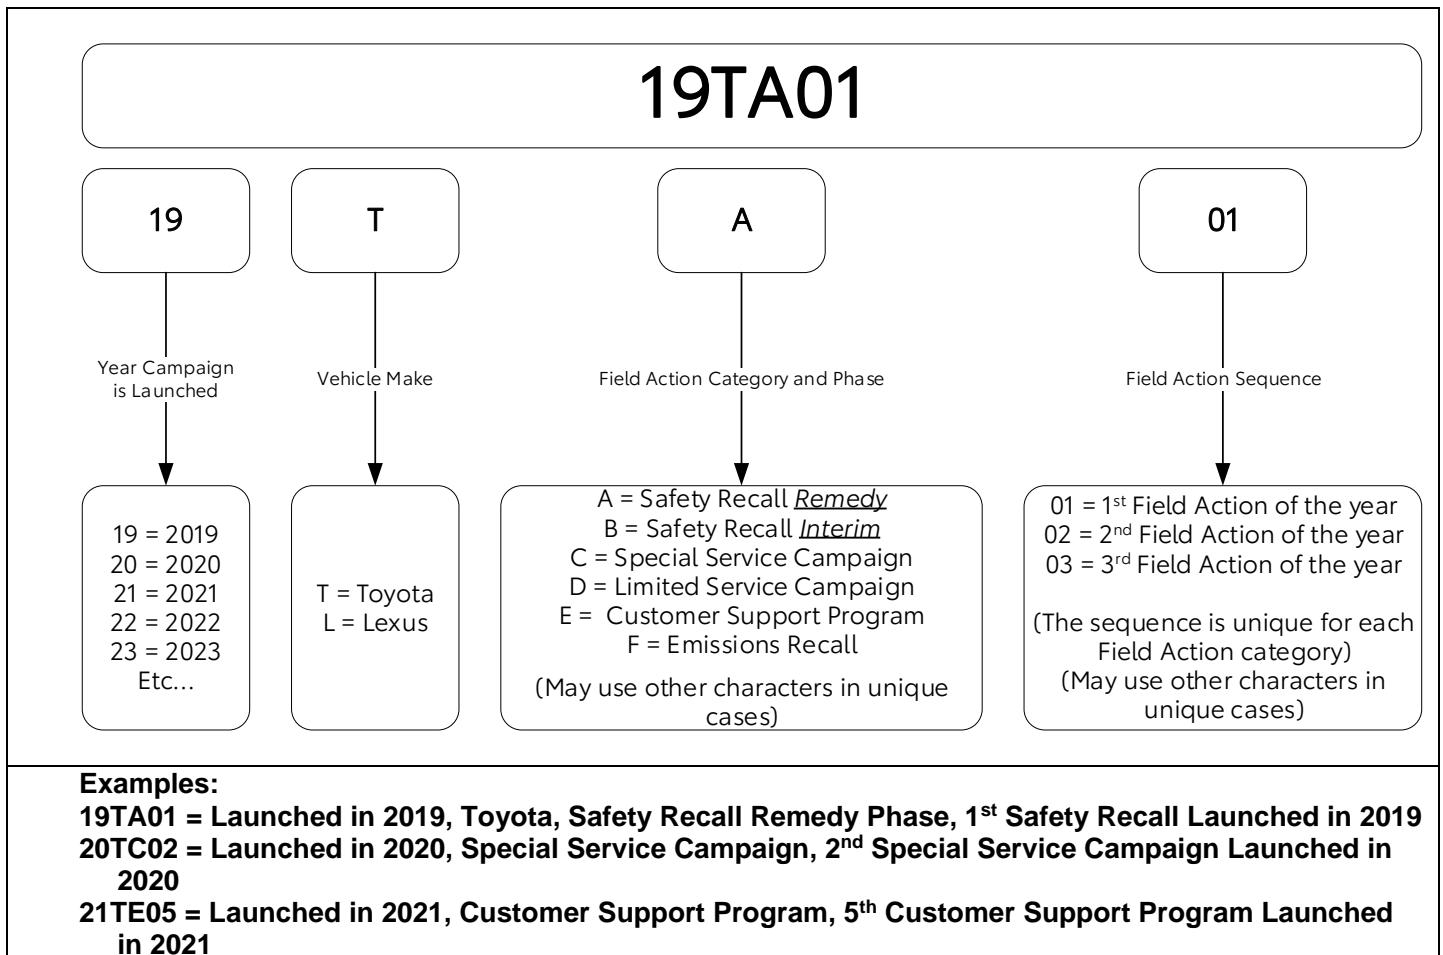 19TA01
19
T
A
01
Year Campaign
is Launched
Vehicle Make
Field Action Category and Phase
Field Action Sequence
19 = 2019
20 = 2020
21 = 2021
22 = 2022
23 = 2023
Etc...
T = Toyota
L = Lexus
A = Safety Recall Remedy
B = Safety Recall Interim
C = Special Service Campaign
D = Limited Service Campaign
E = Customer Support Program
F = Emissions Recall
(May use other characters in unique
cases)
01 = 1st Field Action of the year
02 = 2nd Field Action of the year
03 = 3rd Field Action of the year
(The sequence is unique for each
Field Action category)
(May use other characters in
unique cases)
Examples:
19TA01 = Launched in 2019, Toyota, Safety Recall Remedy Phase, 1st Safety Recall Launched in 2019
20TC02 = Launched in 2020, Special Service Campaign, 2nd Special Service Campaign Launched in
2020
21TE05 = Launched in 2021, Customer Support Program, 5th Customer Support Program Launched
in 2021